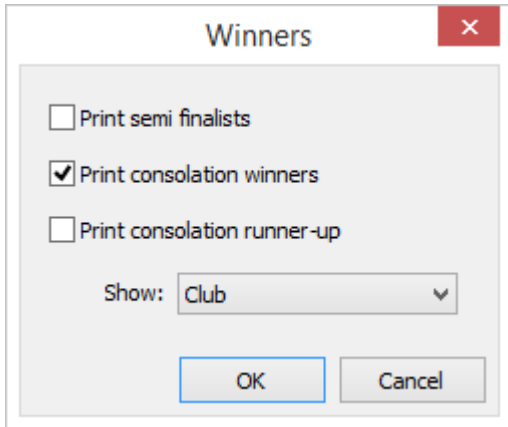 Winners
Print semi finalists
Print consolation winners
Print consolation runner-up
Show: Club
OK Cancel